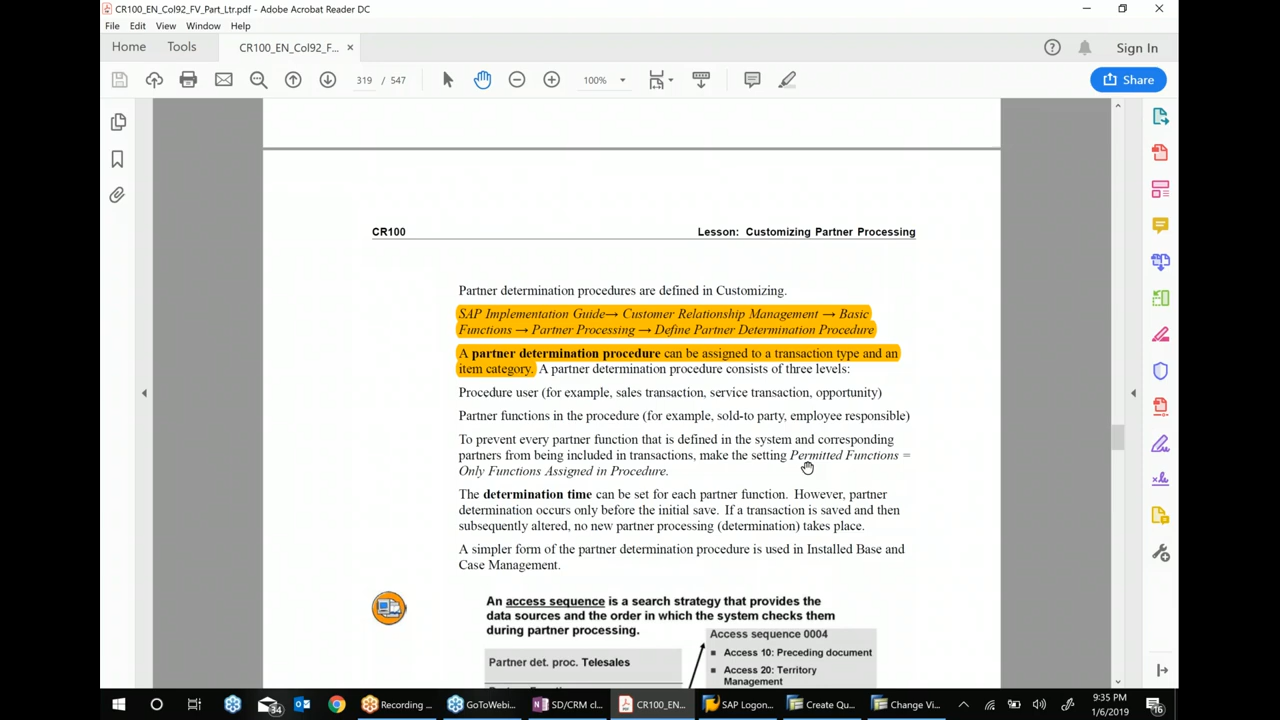 CR100_EN_Col92_FV_Part_Ltr.pdf - Adobe Acrobat Reader DC
File Edit View Window Help
Home Tools CR100_EN_Col92_F... × Sign In
319 / 547 100% Share
CR100 Lesson: Customizing Partner Processing
Partner determination procedures are defined in Customizing.
SAP Implementation Guide→ Customer Relationship Management → Basic
Functions → Partner Processing → Define Partner Determination Procedure
A partner determination procedure can be assigned to a transaction type and an
item category. A partner determination procedure consists of three levels:
Procedure user (for example, sales transaction, service transaction, opportunity)
Partner functions in the procedure (for example, sold-to party, employee responsible)
To prevent every partner function that is defined in the system and corresponding
partners from being included in transactions, make the setting Permitted Functions =
Only Functions Assigned in Procedure.
The determination time can be set for each partner function. However, partner
determination occurs only before the initial save. If a transaction is saved and then
subsequently altered, no new partner processing (determination) takes place.
A simpler form of the partner determination procedure is used in Installed Base and
Case Management.
An access sequence is a search strategy that provides the
data sources and the order in which the system checks them
during partner processing.
Access sequence 0004
Access 10: Preceding document
Partner det. proc. Telesales
Access 20: Territory
Management
34 Recording ... GoToWebi... SD/CRM cl... CR100_EN... SAP Logon... Create Qu... Change Vi... 9:35 PM
1/6/2019 16